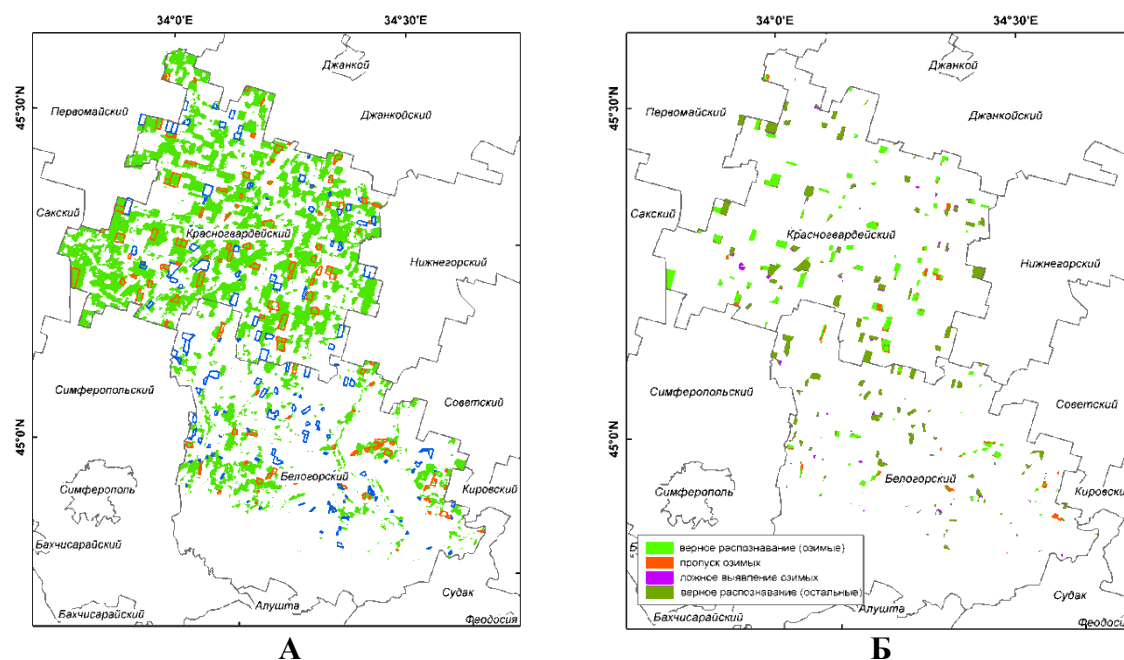 34°0'E 34°30'E
Джанкой
45°30'N
Первомайский
Джанкойский
Сакский
Красногвардейский
Нижнегорский
Симферопольский
Советский
45°0'N
Белогорский
Симферополь
Кировский
Бахчисарайский
Судак
Алушта
Бахчисарайский
Феодосия
А
34°0'E 34°30'E
Джанкой
45°30'N
Первомайский
Джанкойский
Сакский
Красногвардейский
Нижнегорский
Симферопольский
Советский
45°0'N
Белогорский
Симферополь
Кировски
верное распознавание (озимые)
пропуск озимых
ложное выявление озимых
верное распознавание (остальные)
Судак
Алушта
Бахчисарайский
Феодосия
Б